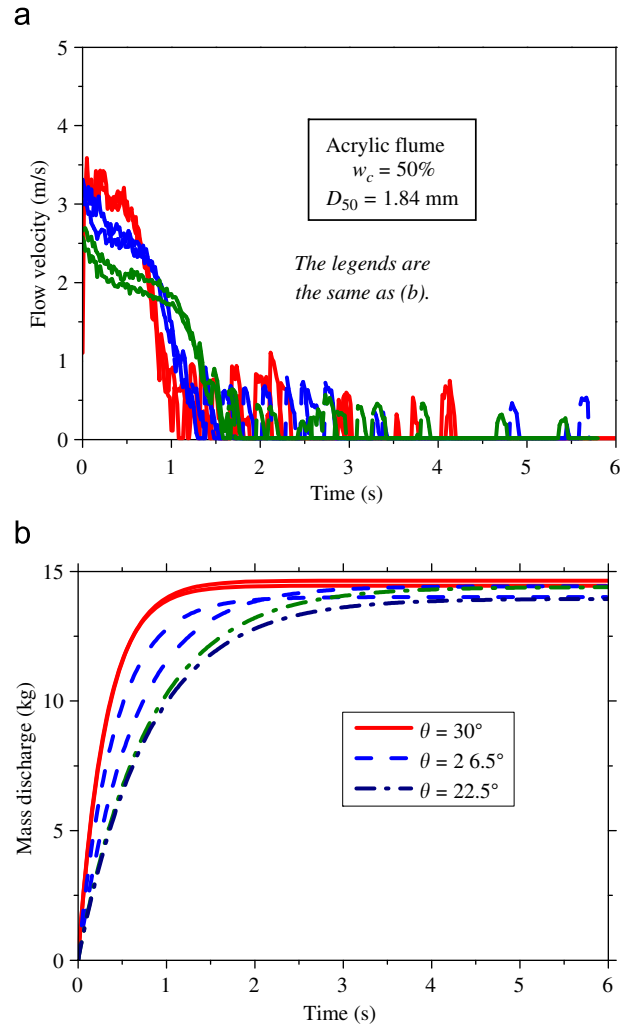 a
5
4
3
2
1
0
Flow velocity (m/s)
Acrylic flume
w_c = 50%
D_50 = 1.84 mm
The legends are
the same as (b).
0 1 2 3 4 5 6
Time (s)
b
15
10
5
0
Mass discharge (kg)
θ = 30°
θ = 2 6.5°
θ = 22.5°
0 1 2 3 4 5 6
Time (s)